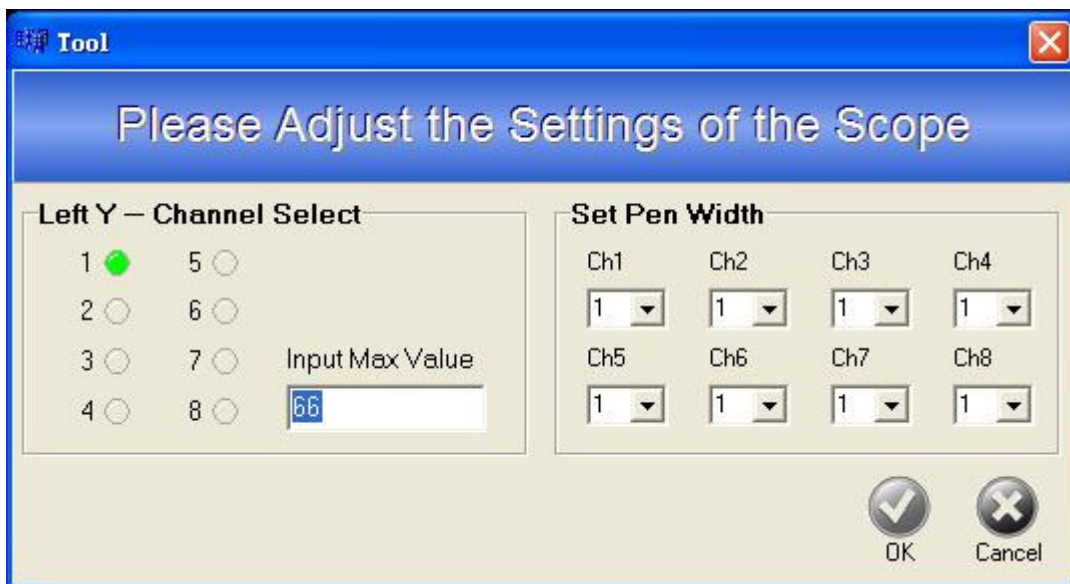 Tool
Please Adjust the Settings of the Scope
Left Y – Channel Select
1 5
2 6
3 7
4 8
Input Max Value
66
Set Pen Width
Ch1 Ch2 Ch3 Ch4
1 1 1 1
Ch5 Ch6 Ch7 Ch8
1 1 1 1
OK Cancel